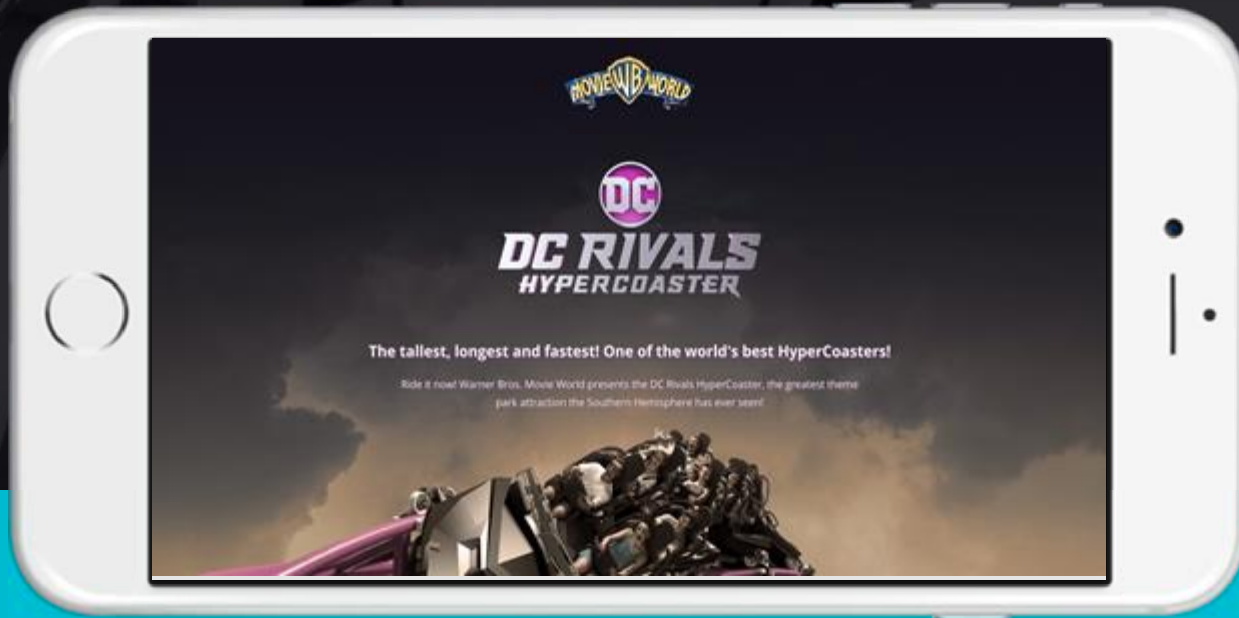 MOVIE WB WORLD
DC
DC RIVALS
HYPERCOASTER
The tallest, longest and fastest! One of the world's best HyperCoasters!
Ride it now! Warner Bros. Movie World presents the DC Rivals HyperCoaster, the greatest theme
park attraction the Southern Hemisphere has ever seen!